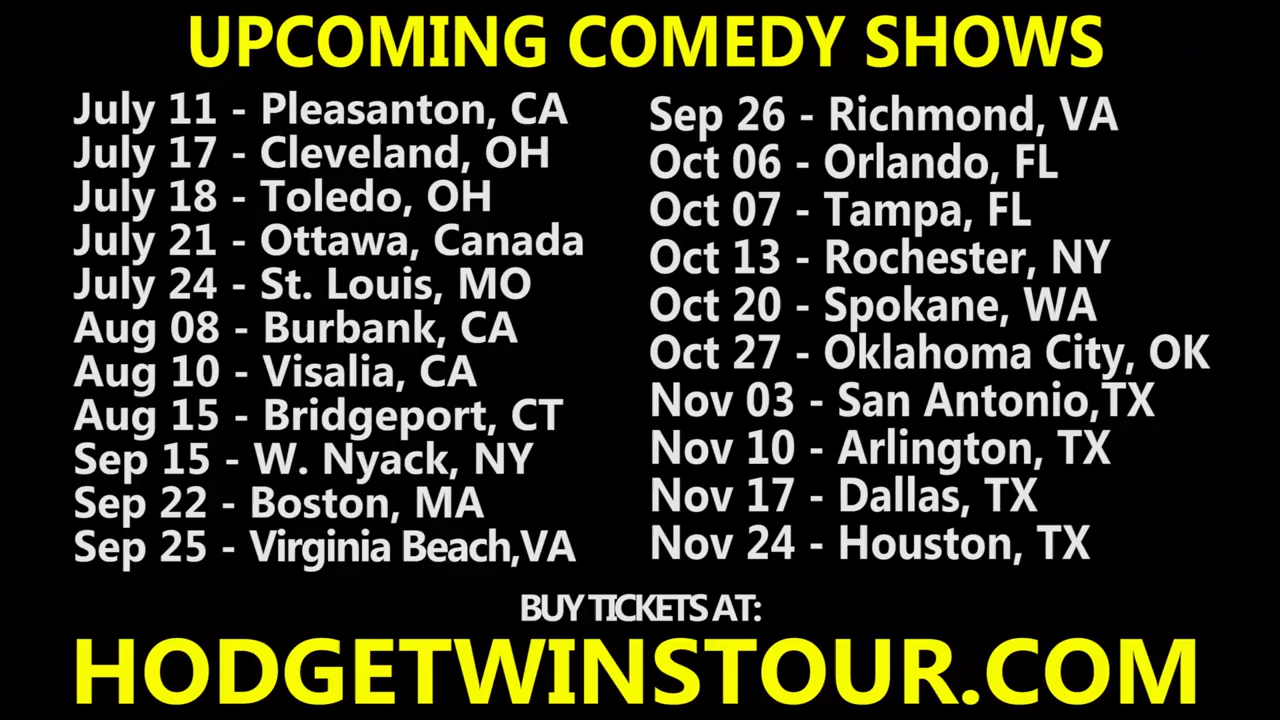 UPCOMING COMEDY SHOWS
July 11 - Pleasanton, CA
July 17 - Cleveland, OH
July 18 - Toledo, OH
July 21 - Ottawa, Canada
July 24 - St. Louis, MO
Aug 08 - Burbank, CA
Aug 10 - Visalia, CA
Aug 15 - Bridgeport, CT
Sep 15 - W. Nyack, NY
Sep 22 - Boston, MA
Sep 25 - Virginia Beach,VA
Sep 26 - Richmond, VA
Oct 06 - Orlando, FL
Oct 07 - Tampa, FL
Oct 13 - Rochester, NY
Oct 20 - Spokane, WA
Oct 27 - Oklahoma City, OK
Nov 03 - San Antonio,TX
Nov 10 - Arlington, TX
Nov 17 - Dallas, TX
Nov 24 - Houston, TX
BUY TICKETS AT:
HODGETWINSTOUR.COM